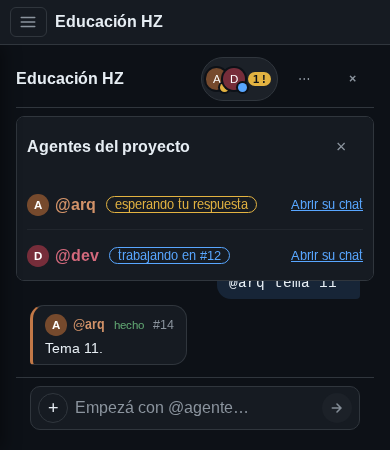 Educación HZ
Educación HZ A D 1 ! ... ×
Agentes del proyecto ×
A @arq esperando tu respuesta Abrir su chat
D @dev trabajando en #12 Abrir su chat
@arq tema 11
A @arq hecho #14
Tema 11.
+ Empezá con @agente… →